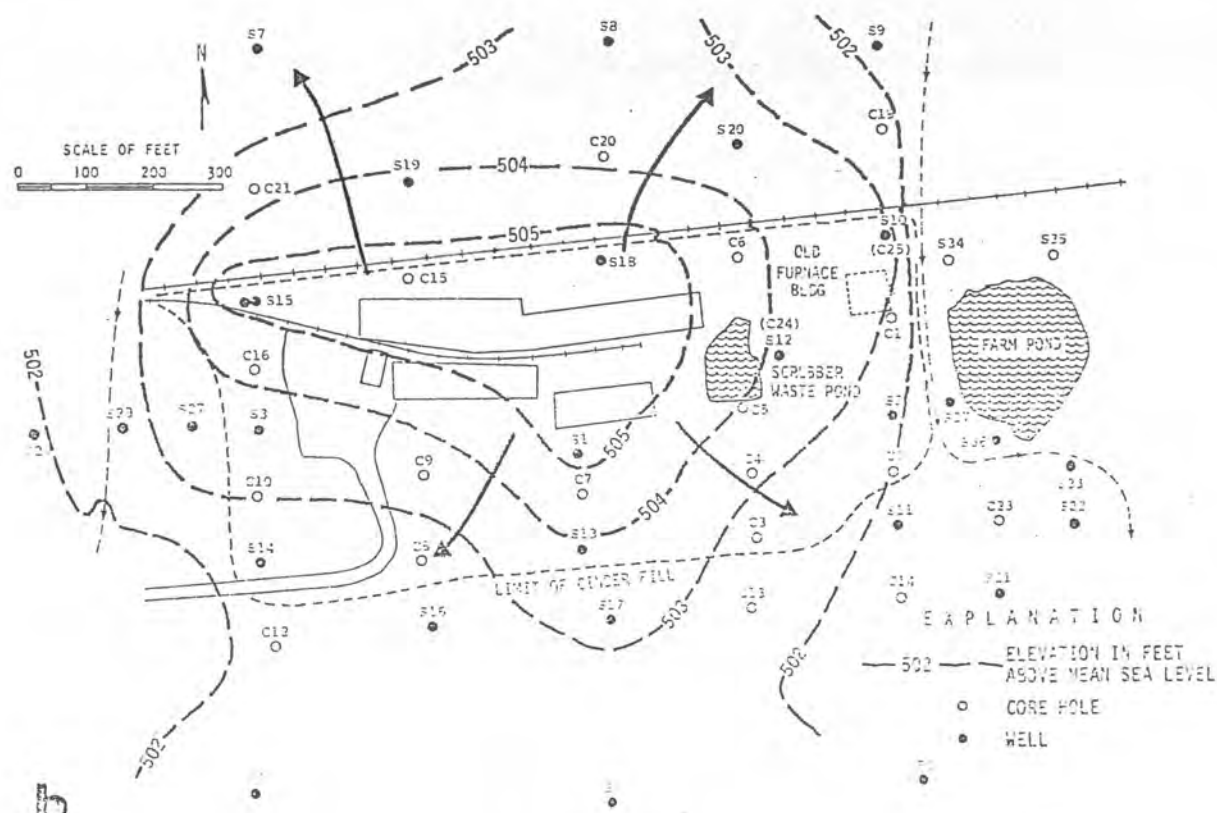 S7
S8
S9
N
503
503
502
C19
S20
C20
SCALE OF FEET
0 100 200 300
S19
504
C21
505
S10
(C25)
C6
S34
S35
OLD
FURNACE
BLDG
C15
S18
S15
(C24)
S12
C1
FARM POND
SCRUBBER
WASTE POND
C16
502
C5
S27
S3
S1
505
C4
C9
C7
C10
504
S11
C23
S22
S13
C3
S14
LIMIT OF CINDER FILL
C14
C13
S16
S17
503
C12
502
502
EXPLANATION
502 ELEVATION IN FEET
ABOVE MEAN SEA LEVEL
CORE HOLE
WELL